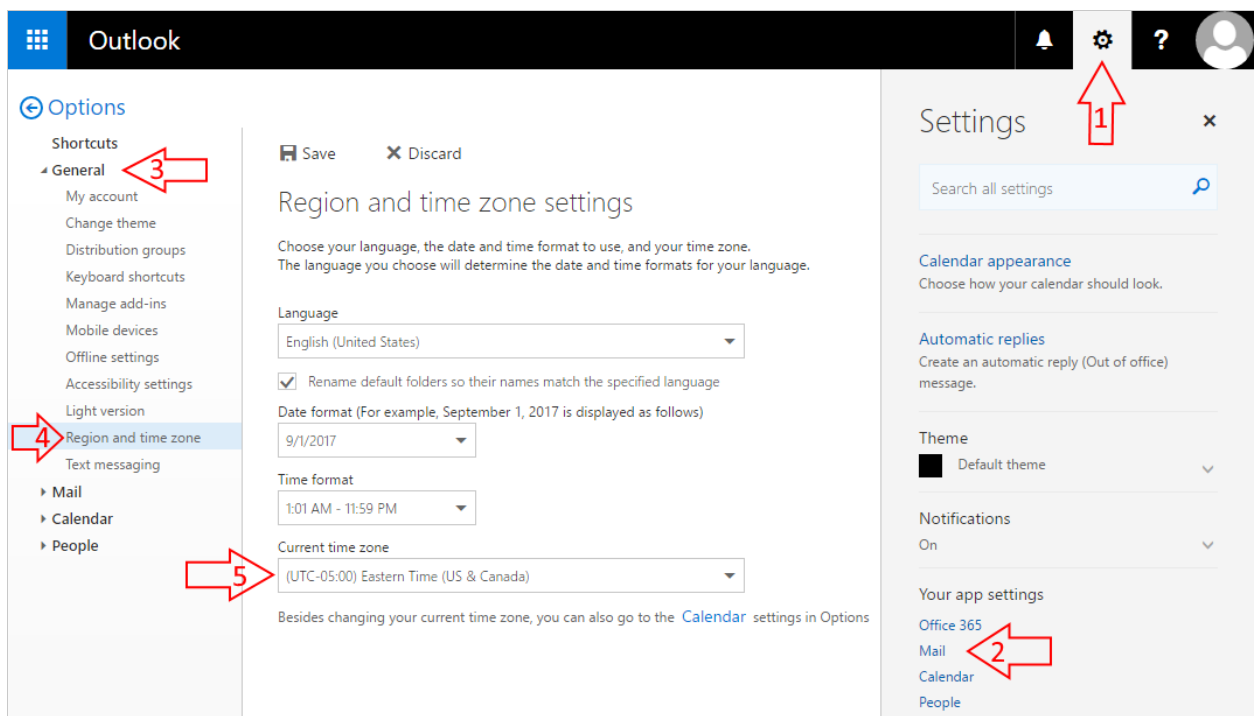 Outlook
?
Options
Shortcuts
General
3
My account
Change theme
Distribution groups
Keyboard shortcuts
Manage add-ins
Mobile devices
Offline settings
Accessibility settings
Light version
4
Region and time zone
Text messaging
Mail
Calendar
People
Save
Discard
Region and time zone settings
Choose your language, the date and time format to use, and your time zone.
The language you choose will determine the date and time formats for your language.
Language
English (United States)
Rename default folders so their names match the specified language
Date format (For example, September 1, 2017 is displayed as follows)
9/1/2017
Time format
1:01 AM - 11:59 PM
Current time zone
5
(UTC-05:00) Eastern Time (US & Canada)
Besides changing your current time zone, you can also go to the Calendar settings in Options
1
Settings
Search all settings
Calendar appearance
Choose how your calendar should look.
Automatic replies
Create an automatic reply (Out of office)
message.
Theme
Default theme
Notifications
On
Your app settings
Office 365
Mail
2
Calendar
People